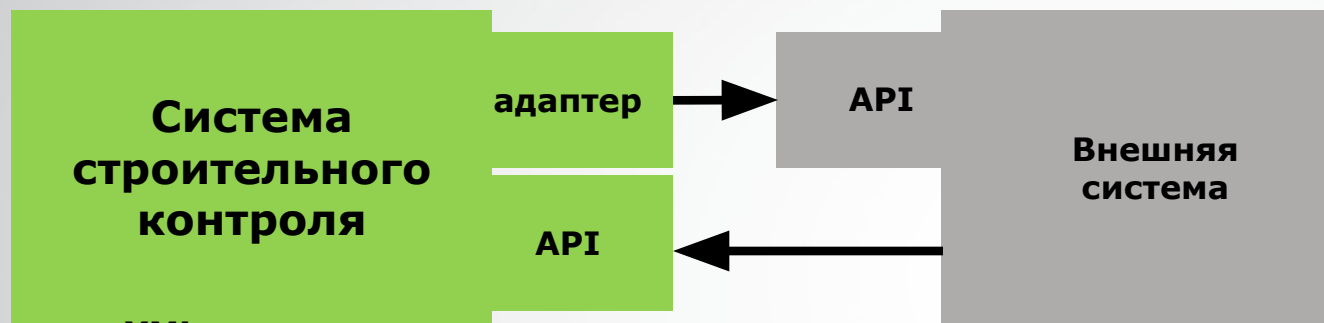 Система
строительного
контроля
адаптер
API
API
Внешняя
система